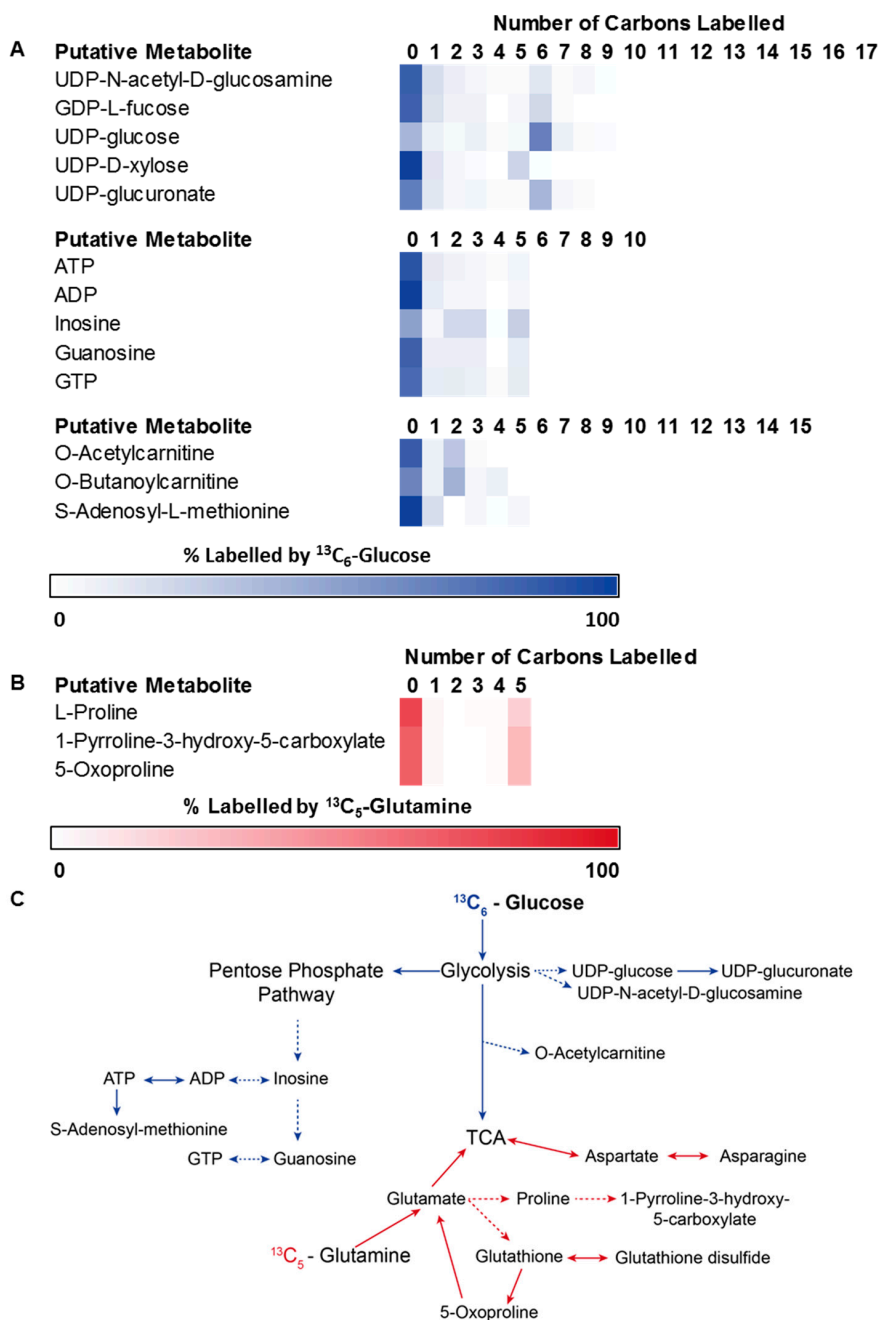 Number of Carbons Labelled
A Putative Metabolite 0 1 2 3 4 5 6 7 8 9 10 11 12 13 14 15 16 17
UDP-N-acetyl-D-glucosamine
GDP-L-fucose
UDP-glucose
UDP-D-xylose
UDP-glucuronate
Putative Metabolite 0 1 2 3 4 5 6 7 8 9 10
ATP
ADP
Inosine
Guanosine
GTP
Putative Metabolite 0 1 2 3 4 5 6 7 8 9 10 11 12 13 14 15
O-Acetylcarnitine
O-Butanoylcarnitine
S-Adenosyl-L-methionine
% Labelled by ¹³C₆-Glucose
0 100
Number of Carbons Labelled
B Putative Metabolite 0 1 2 3 4 5
L-Proline
1-Pyrroline-3-hydroxy-5-carboxylate
5-Oxoproline
% Labelled by ¹³C₅-Glutamine
0 100
C ¹³C₆ - Glucose
Pentose Phosphate
Pathway
Glycolysis
UDP-glucose UDP-glucuronate
UDP-N-acetyl-D-glucosamine
O-Acetylcarnitine
ATP ADP Inosine
S-Adenosyl-methionine
GTP Guanosine
TCA
Aspartate Asparagine
Glutamate Proline 1-Pyrroline-3-hydroxy-
5-carboxylate
¹³C₅ - Glutamine Glutathione Glutathione disulfide
5-Oxoproline